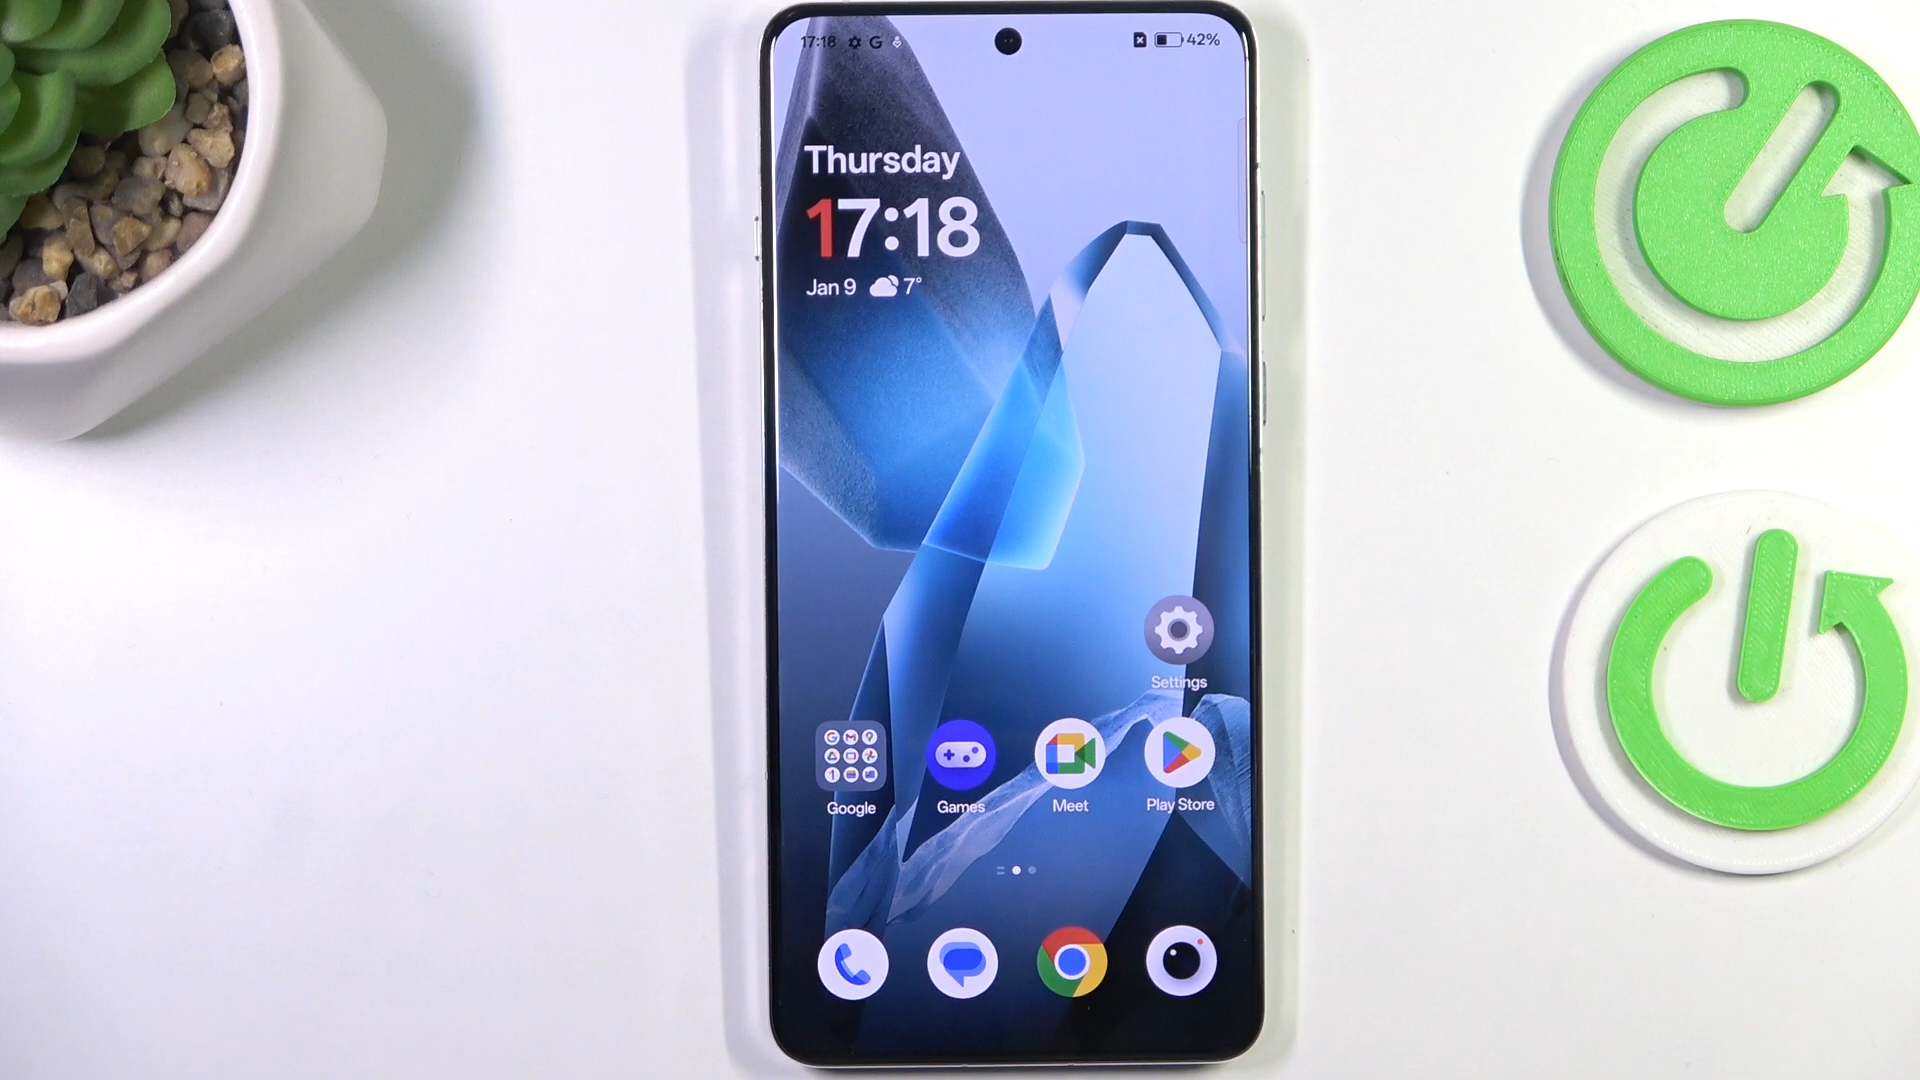 17:18 G 42%
Thursday
17:18
Jan 9 7°
Settings
Google
Games
Meet
Play Store